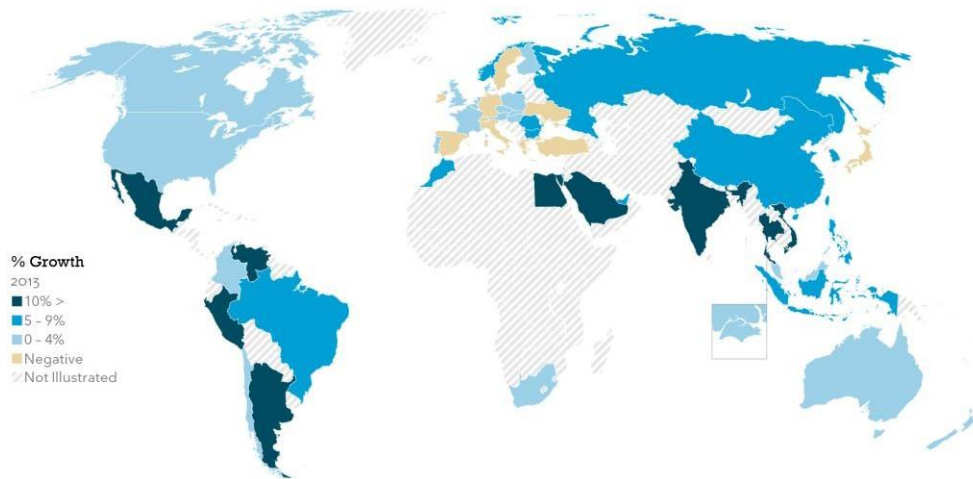 % Growth
2013
10% >
5 - 9%
0 - 4%
Negative
Not Illustrated